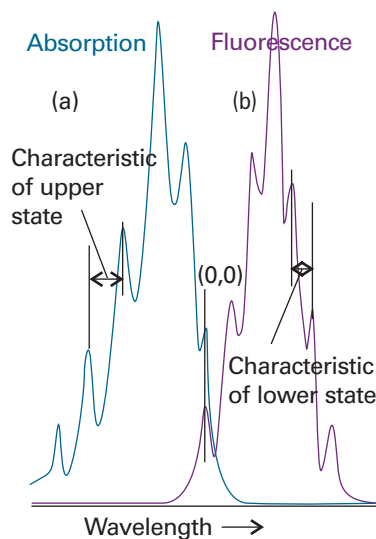 Absorption
Fluorescence
(a)
(b)
Characteristic
of upper
state
(0,0)
Characteristic
of lower state
Wavelength